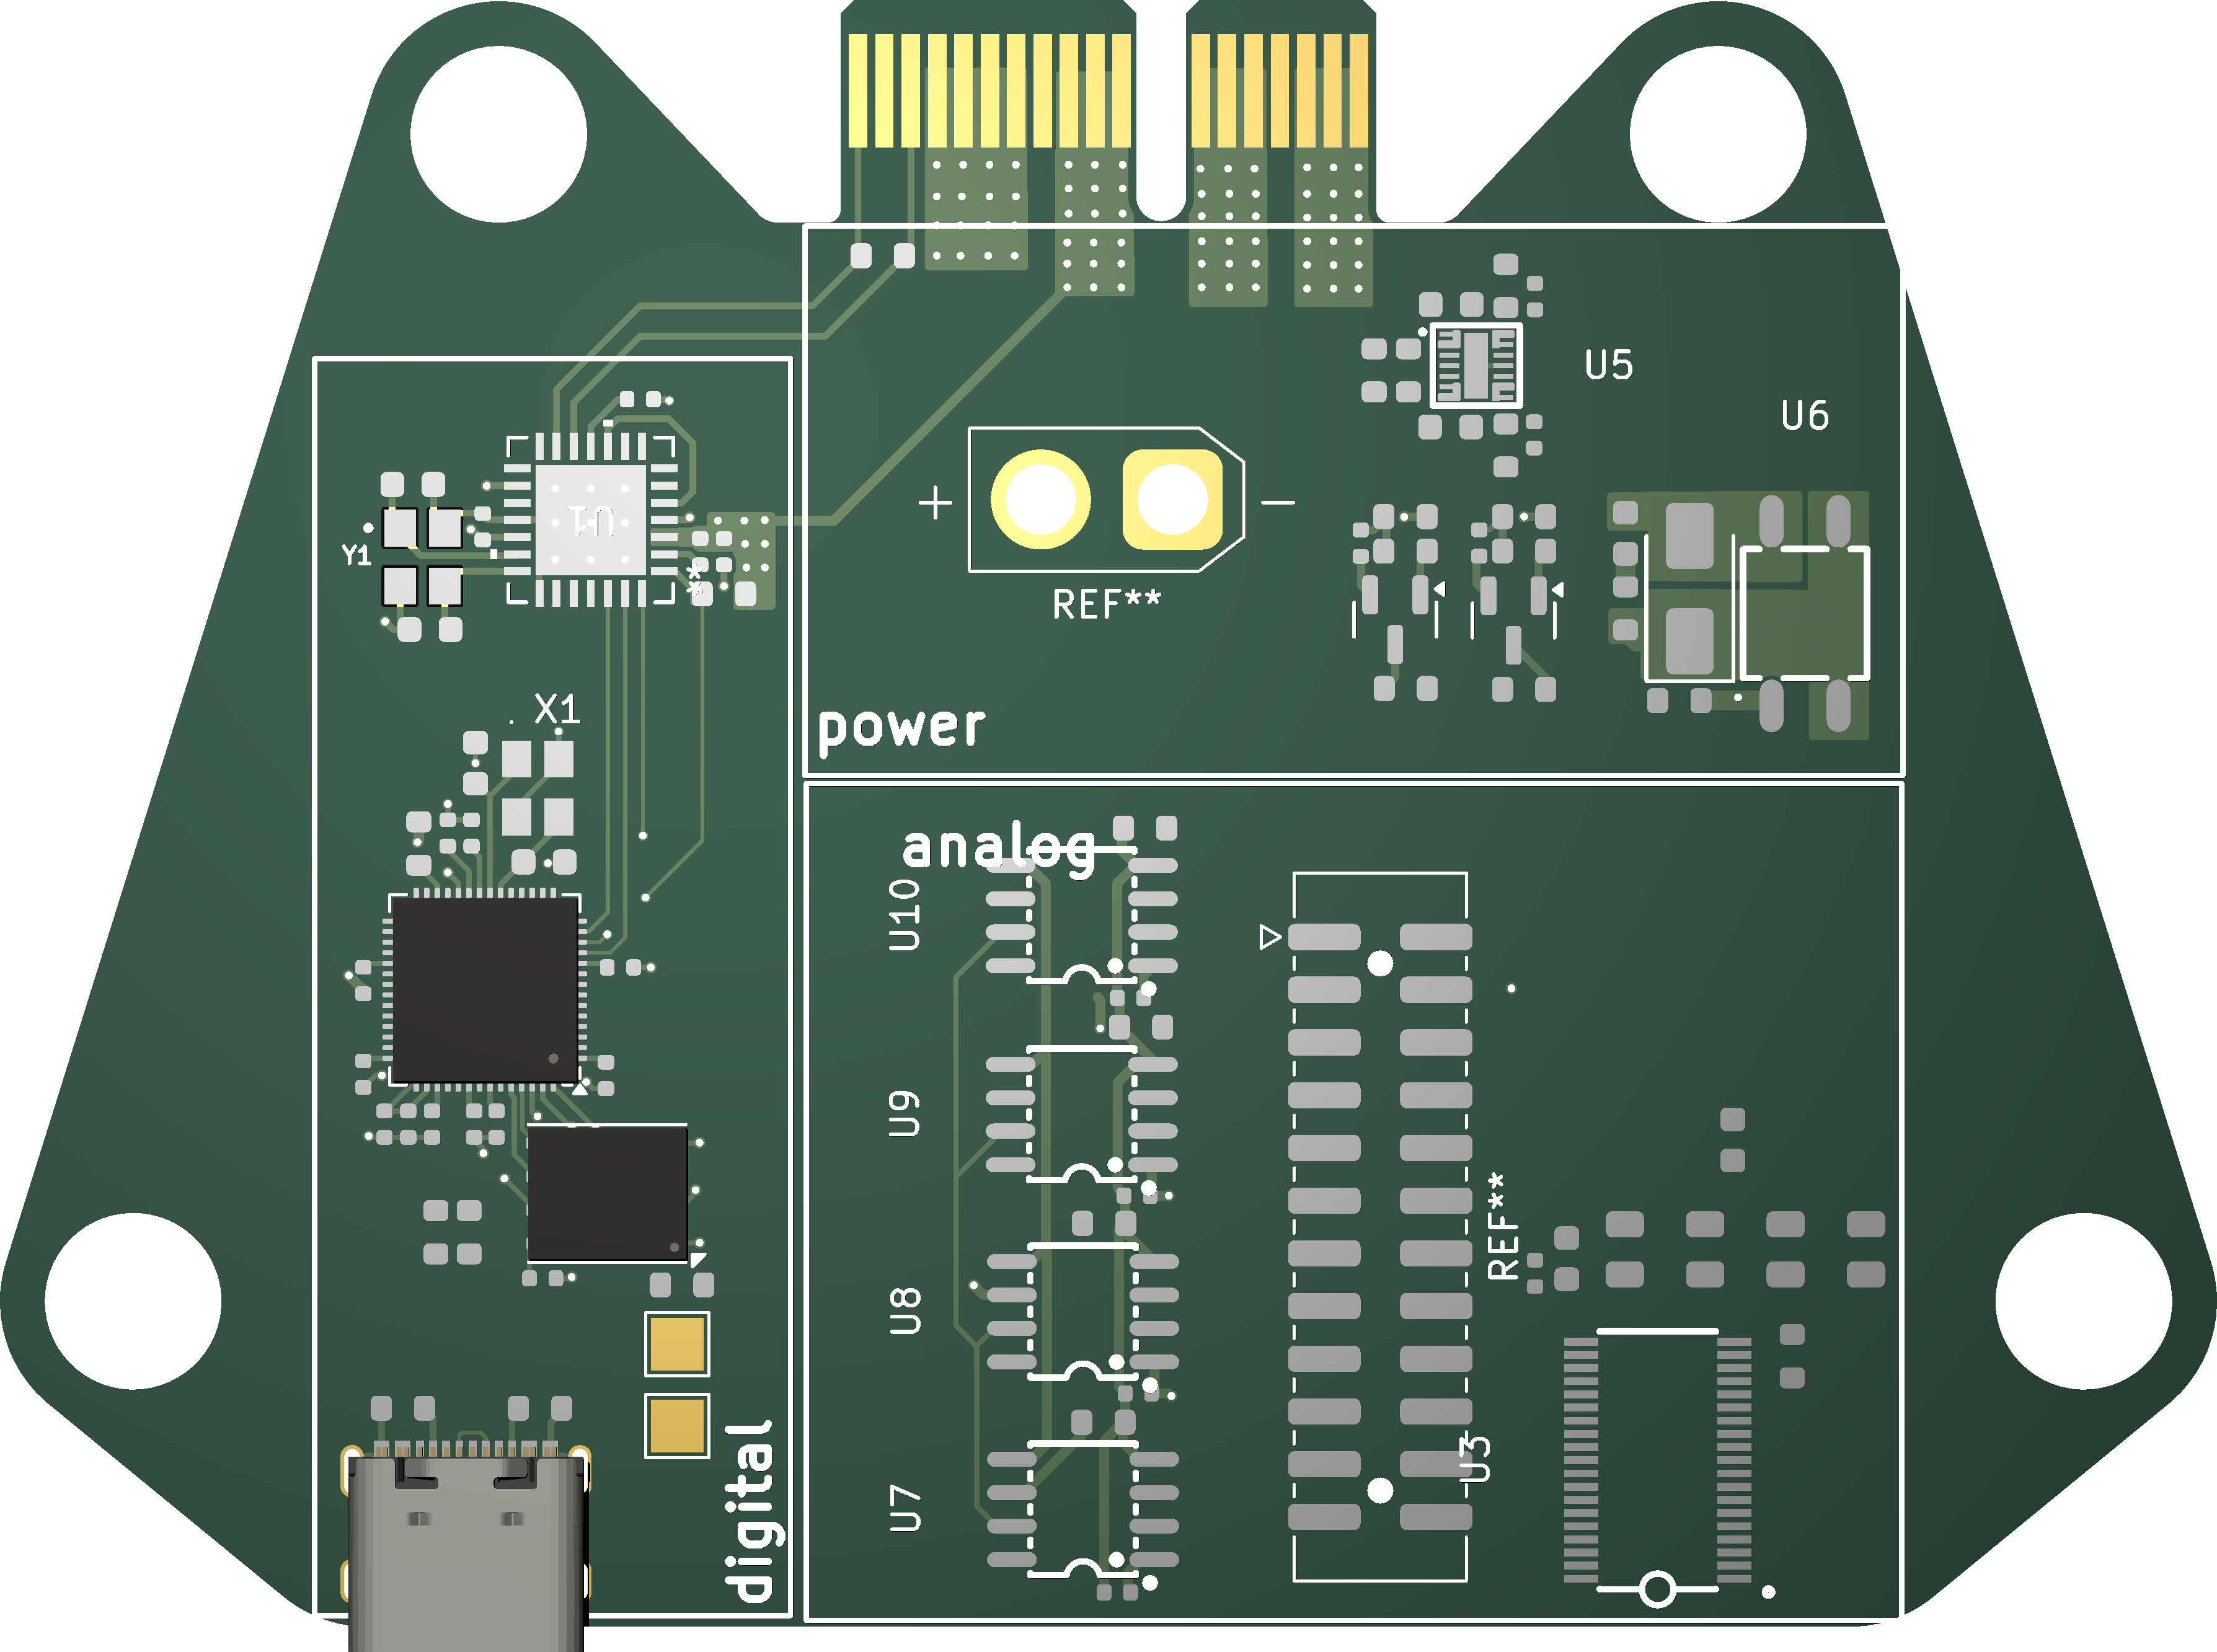 U5
U6
U1
+
−
Y1
**
REF**
X1
power
analog
U10
U9
REF**
U8
U3
U7
digital